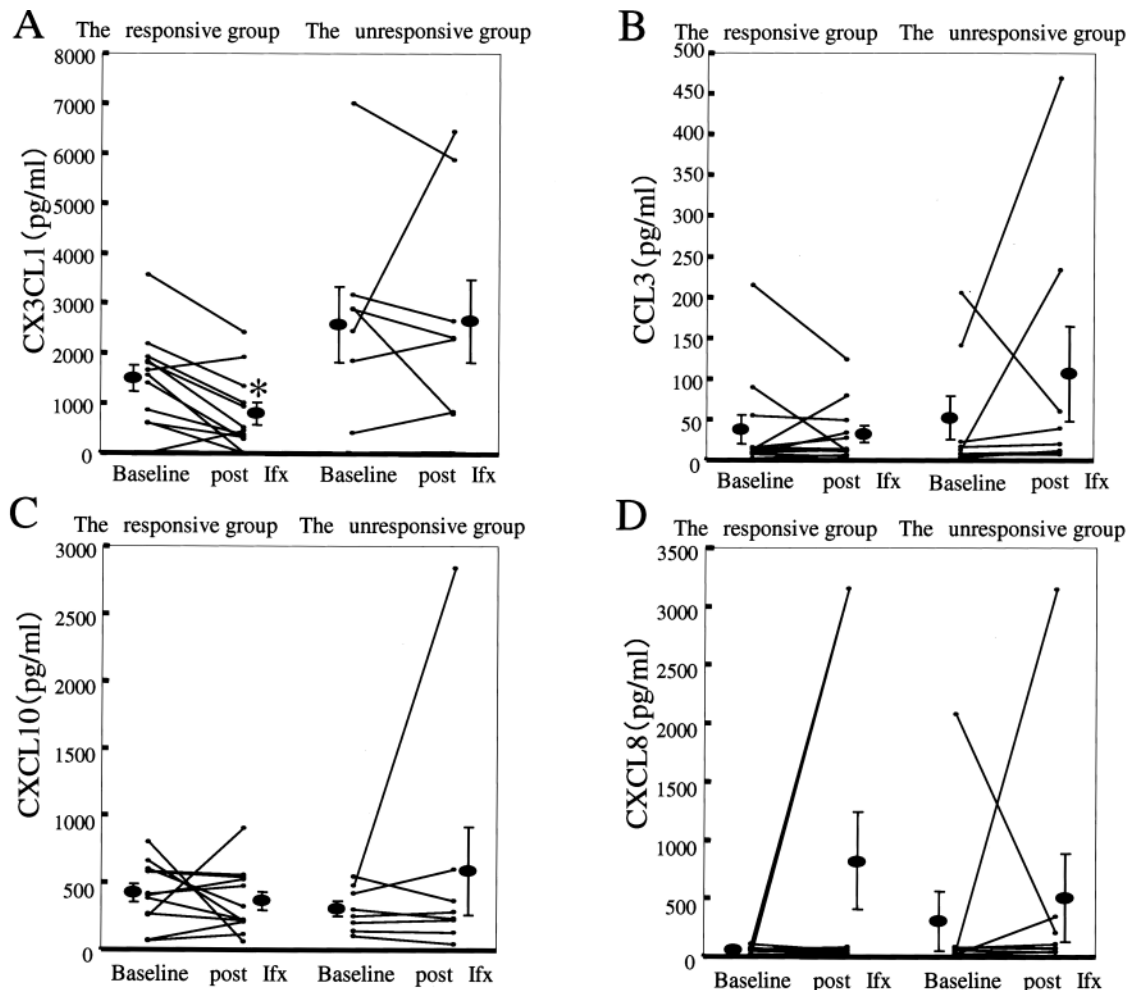 A
The responsive group The unresponsive group
8000
7000
6000
5000
4000
3000
2000
1000
0
CX3CL1(pg/ml)
*
Baseline post Ifx Baseline post Ifx
B
The responsive group The unresponsive group
500
450
400
350
300
250
200
150
100
50
0
CCL3(pg/ml)
Baseline post Ifx Baseline post Ifx
C
The responsive group The unresponsive group
3000
2500
2000
1500
1000
500
0
CXCL10(pg/ml)
Baseline post Ifx Baseline post Ifx
D
The responsive group The unresponsive group
3500
3000
2500
2000
1500
1000
500
0
CXCL8(pg/ml)
Baseline post Ifx Baseline post Ifx